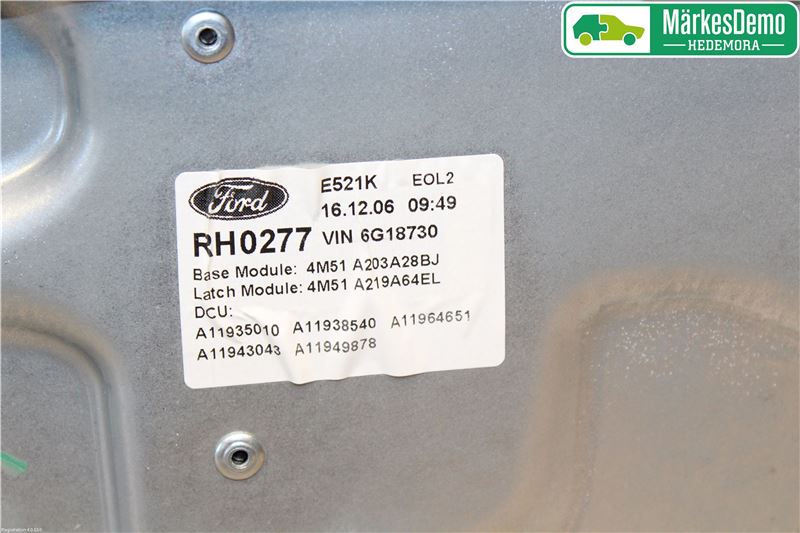 MärkesDemo
HEDEMORA
Ford
E521K EOL2
16.12.06 09:49
RH0277 VIN 6G18730
Base Module: 4M51 A203A28BJ
Latch Module: 4M51 A219A64EL
DCU:
A11935010 A11938540 A11964651
A11943043 A11949878